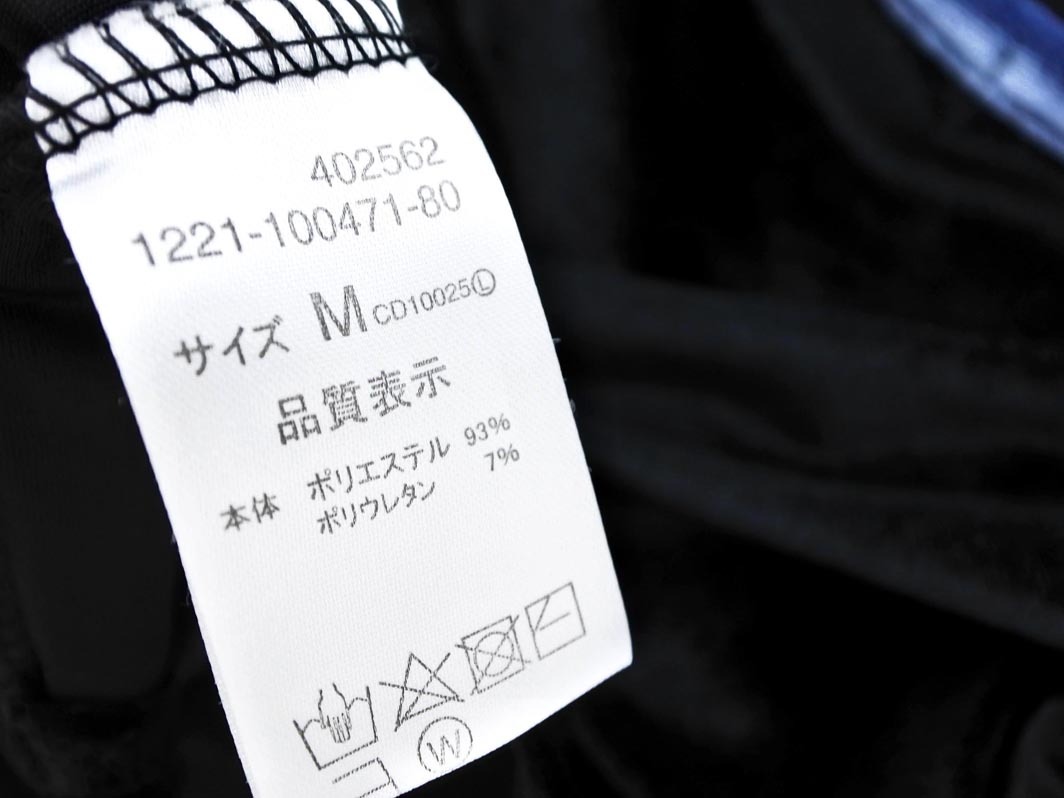 402562
1221-100471-80
サイズ M CD10025Ⓛ
品質表示
本体 ポリエステル 93%
ポリウレタン 7%
W